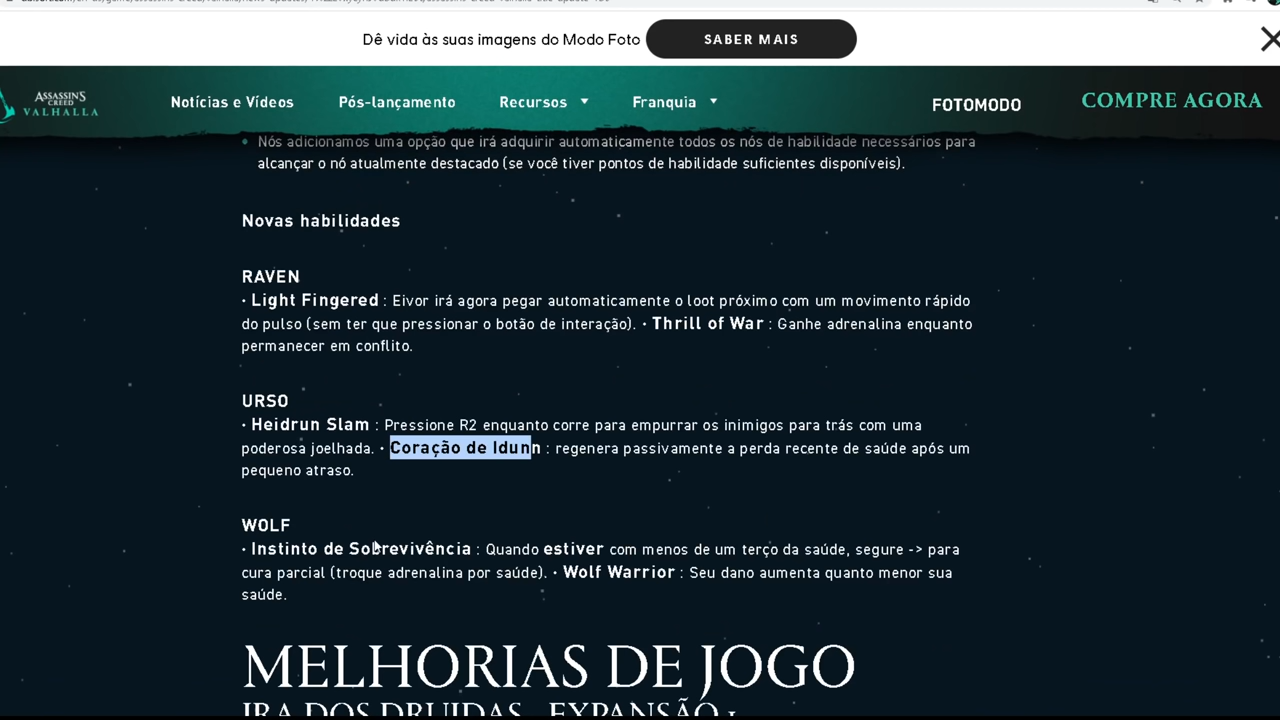 Dê vida às suas imagens do Modo Foto
SABER MAIS
ASSASSIN'S
CREED
VALHALLA
Notícias e Vídeos
Pós-lançamento
Recursos
Franquia
FOTOMODO
COMPRE AGORA
Nós adicionamos uma opção que irá adquirir automaticamente todos os nós de habilidade necessários para
alcançar o nó atualmente destacado (se você tiver pontos de habilidade suficientes disponíveis).
Novas habilidades
RAVEN
• Light Fingered : Eivor irá agora pegar automaticamente o loot próximo com um movimento rápido
do pulso (sem ter que pressionar o botão de interação). • Thrill of War : Ganhe adrenalina enquanto
permanecer em conflito.
URSO
• Heidrun Slam : Pressione R2 enquanto corre para empurrar os inimigos para trás com uma
poderosa joelhada. • Coração de Idunn : regenera passivamente a perda recente de saúde após um
pequeno atraso.
WOLF
• Instinto de Sobrevivência : Quando estiver com menos de um terço da saúde, segure -> para
cura parcial (troque adrenalina por saúde). • Wolf Warrior : Seu dano aumenta quanto menor sua
saúde.
MELHORIAS DE JOGO
IRA DOS DRUIDAS - EXPANSÃO 1